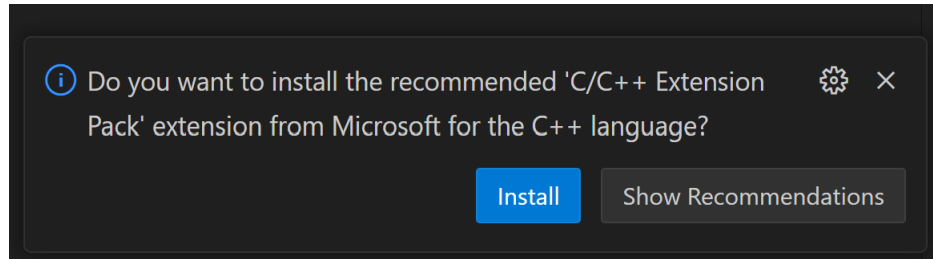 Do you want to install the recommended 'C/C++ Extension
Pack' extension from Microsoft for the C++ language?
Install
Show Recommendations